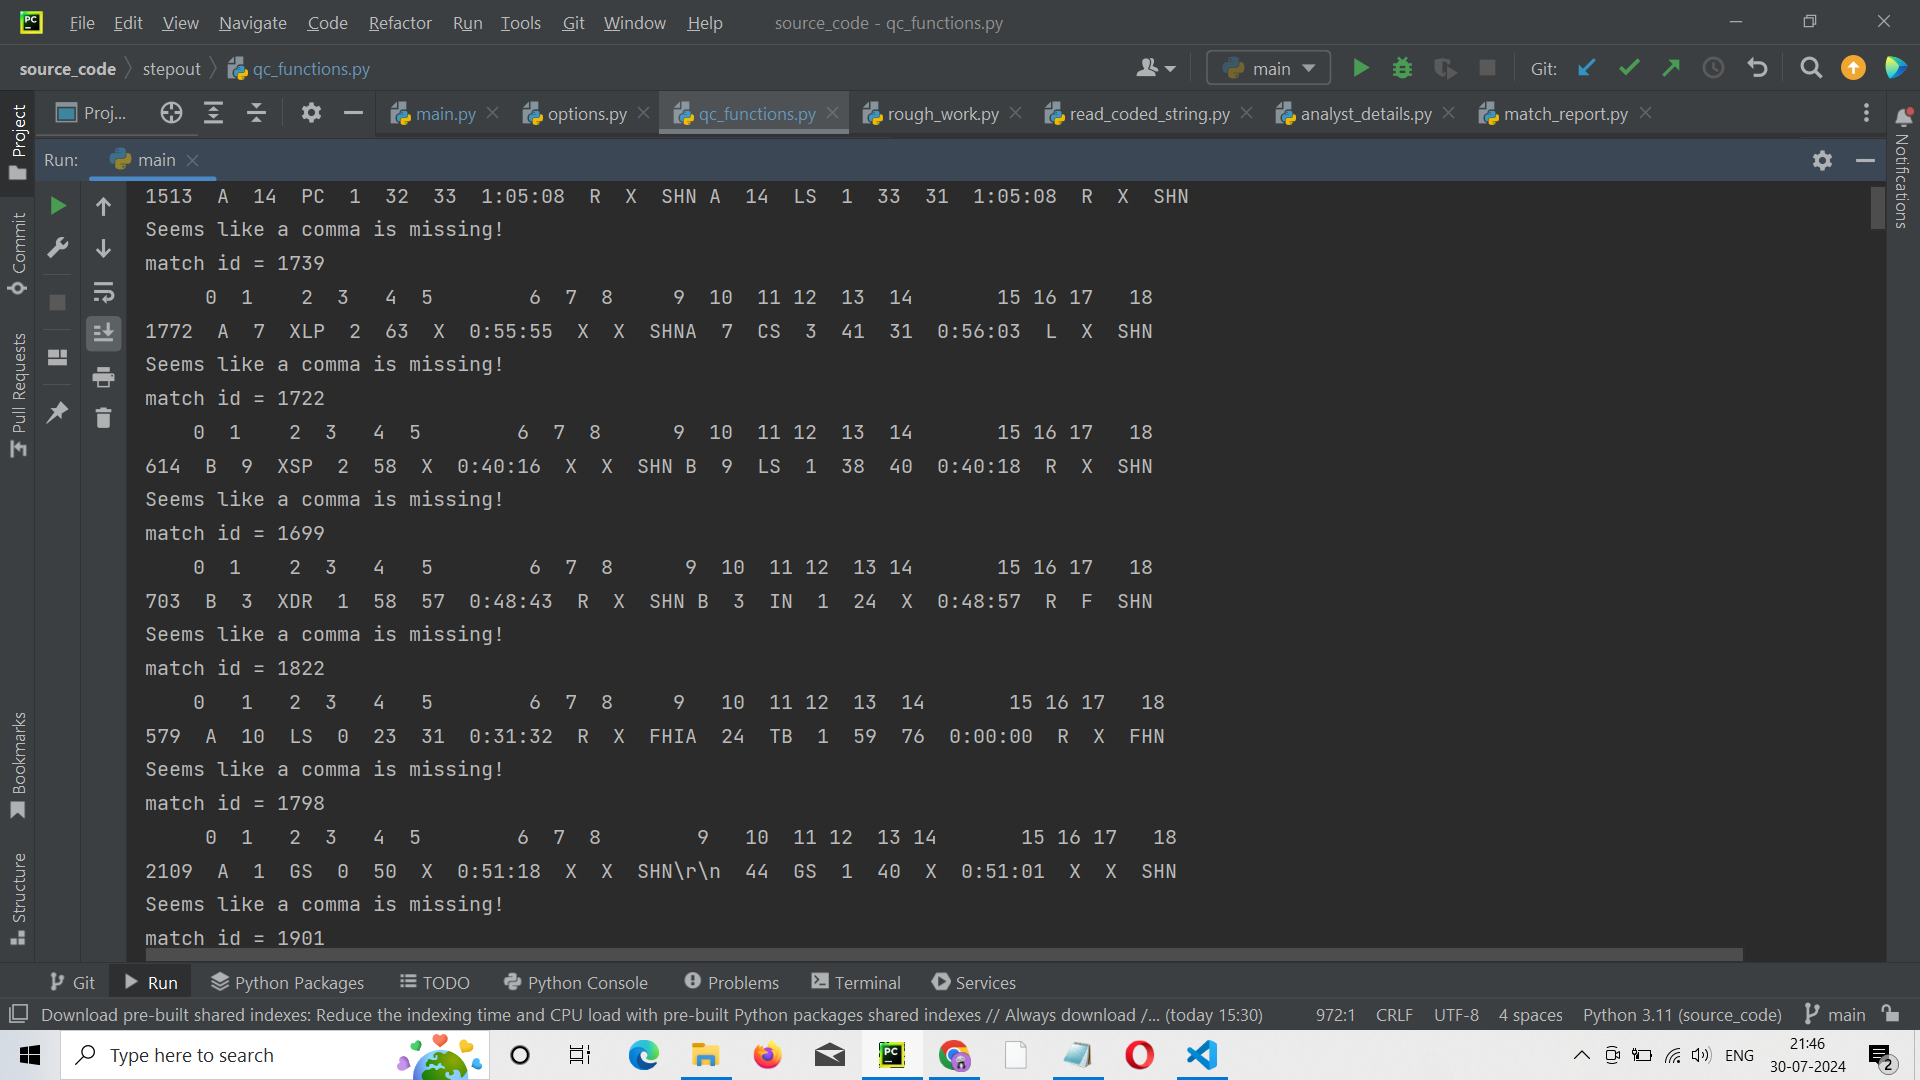 PC File Edit View Navigate Code Refactor Run Tools Git Window Help source_code - qc_functions.py
source_code stepout qc_functions.py main Git:
Proj... main.py options.py qc_functions.py rough_work.py read_coded_string.py analyst_details.py match_report.py
Run: main
1513 A 14 PC 1 32 33 1:05:08 R X SHN A 14 LS 1 33 31 1:05:08 R X SHN
Seems like a comma is missing!
match id = 1739
0 1 2 3 4 5 6 7 8 9 10 11 12 13 14 15 16 17 18
1772 A 7 XLP 2 63 X 0:55:55 X X SHNA 7 CS 3 41 31 0:56:03 L X SHN
Seems like a comma is missing!
match id = 1722
0 1 2 3 4 5 6 7 8 9 10 11 12 13 14 15 16 17 18
614 B 9 XSP 2 58 X 0:40:16 X X SHN B 9 LS 1 38 40 0:40:18 R X SHN
Seems like a comma is missing!
match id = 1699
0 1 2 3 4 5 6 7 8 9 10 11 12 13 14 15 16 17 18
703 B 3 XDR 1 58 57 0:48:43 R X SHN B 3 IN 1 24 X 0:48:57 R F SHN
Seems like a comma is missing!
match id = 1822
0 1 2 3 4 5 6 7 8 9 10 11 12 13 14 15 16 17 18
579 A 10 LS 0 23 31 0:31:32 R X FHIA 24 TB 1 59 76 0:00:00 R X FHN
Seems like a comma is missing!
match id = 1798
0 1 2 3 4 5 6 7 8 9 10 11 12 13 14 15 16 17 18
2109 A 1 GS 0 50 X 0:51:18 X X SHN\r\n 44 GS 1 40 X 0:51:01 X X SHN
Seems like a comma is missing!
match id = 1901
Project
Commit
Pull Requests
Bookmarks
Structure
Notifications
Git Run Python Packages TODO Python Console Problems Terminal Services
Download pre-built shared indexes: Reduce the indexing time and CPU load with pre-built Python packages shared indexes // Always download /... (today 15:30) 972:1 CRLF UTF-8 4 spaces Python 3.11 (source_code) main
Type here to search PC ENG 21:46
30-07-2024 2